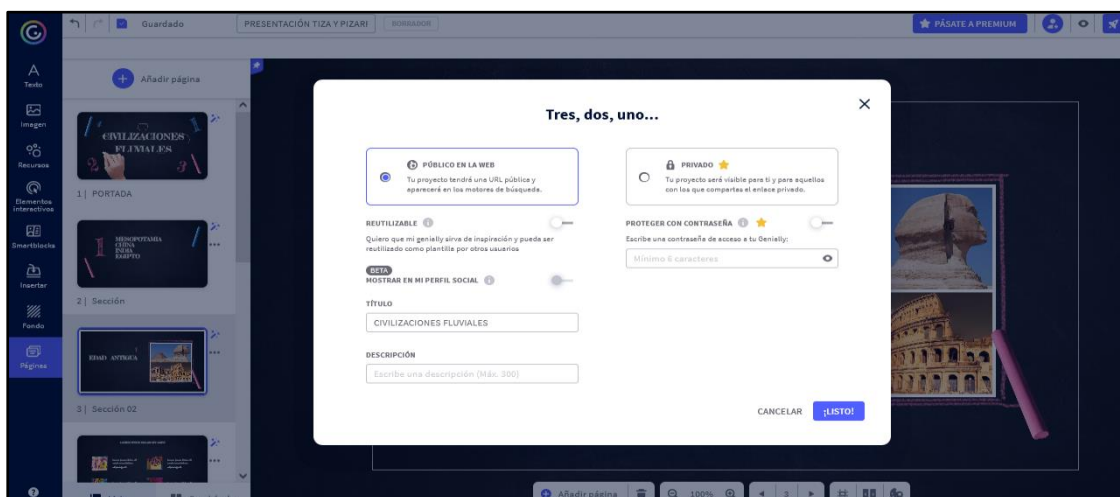 Guardado
PRESENTACIÓN TIZA Y PIZARI
BORRADOR
PÁSATE A PREMIUM
Texto
Imagen
Recursos
Elementos
interactivos
Smartblocks
Insertar
Fondo
Páginas
?
Añadir página
CIVILIZACIONES
FLUVIALES
1 | PORTADA
MESOPOTAMIA
CHINA
INDIA
EGIPTO
2 | Sección
EDAD ANTIGUA
3 | Sección 02
Tres, dos, uno...
PÚBLICO EN LA WEB
Tu proyecto tendrá una URL pública y
aparecerá en los motores de búsqueda.
REUTILIZABLE
Quiero que mi genially sirva de inspiración y pueda ser
reutilizado como plantilla por otros usuarios
BETA
MOSTRAR EN MI PERFIL SOCIAL
TÍTULO
CIVILIZACIONES FLUVIALES
DESCRIPCIÓN
Escribe una descripción (Máx. 300)
PRIVADO
Tu proyecto será visible para ti y para aquellos
con los que compartas el enlace privado.
PROTEGER CON CONTRASEÑA
Escribe una contraseña de acceso a tu Genially:
Mínimo 6 caracteres
CANCELAR
¡LISTO!
Añadir página
100%
3